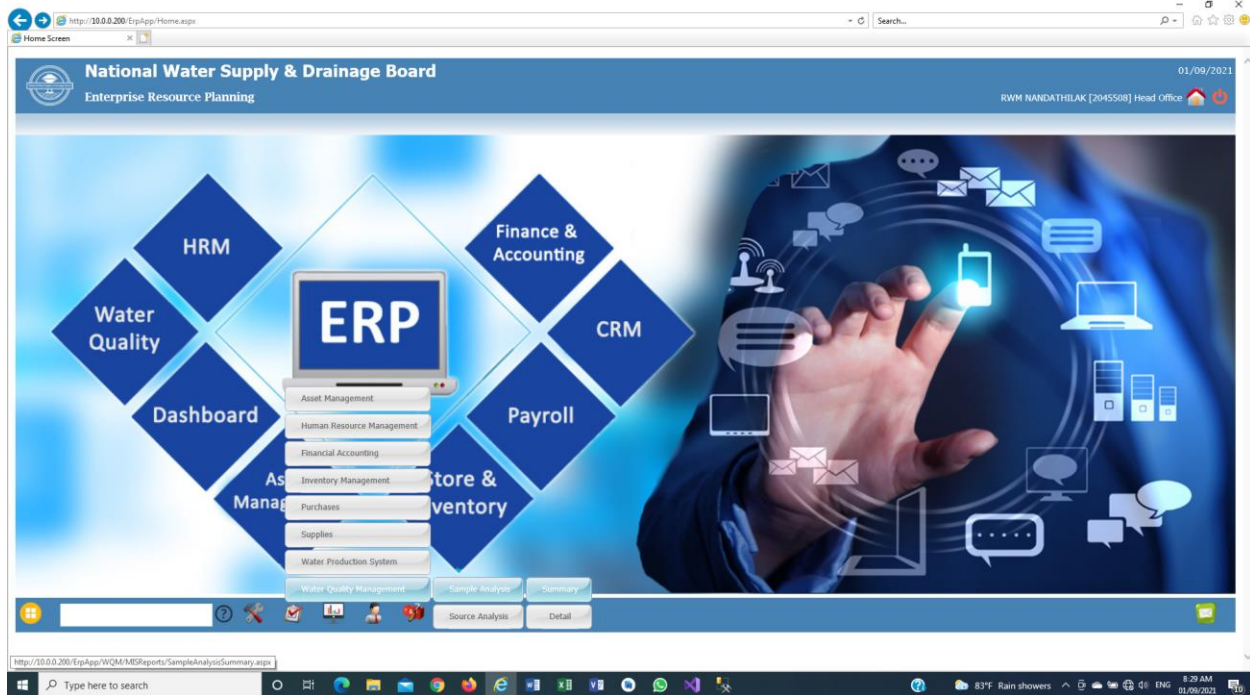 http://10.0.0.200/ErpApp/Home.aspx
Search...
Home Screen
National Water Supply & Drainage Board
01/09/2021
Enterprise Resource Planning
RWM NANDATHILAK [2045508] Head Office
HRM
Finance &
Accounting
Water
Quality
ERP
CRM
Dashboard
Payroll
Asset Management
Human Resource Management
Financial Accounting
Inventory Management
Purchases
Supplies
Water Production System
Water Quality Management
Sample Analysis
Summary
Source Analysis
Detail
As
Manag
Store &
ventory
http://10.0.0.200/ErpApp/WQM/MISReports/SampleAnalysisSummary.aspx
Type here to search
83°F Rain showers
ENG
8:29 AM
01/09/2021